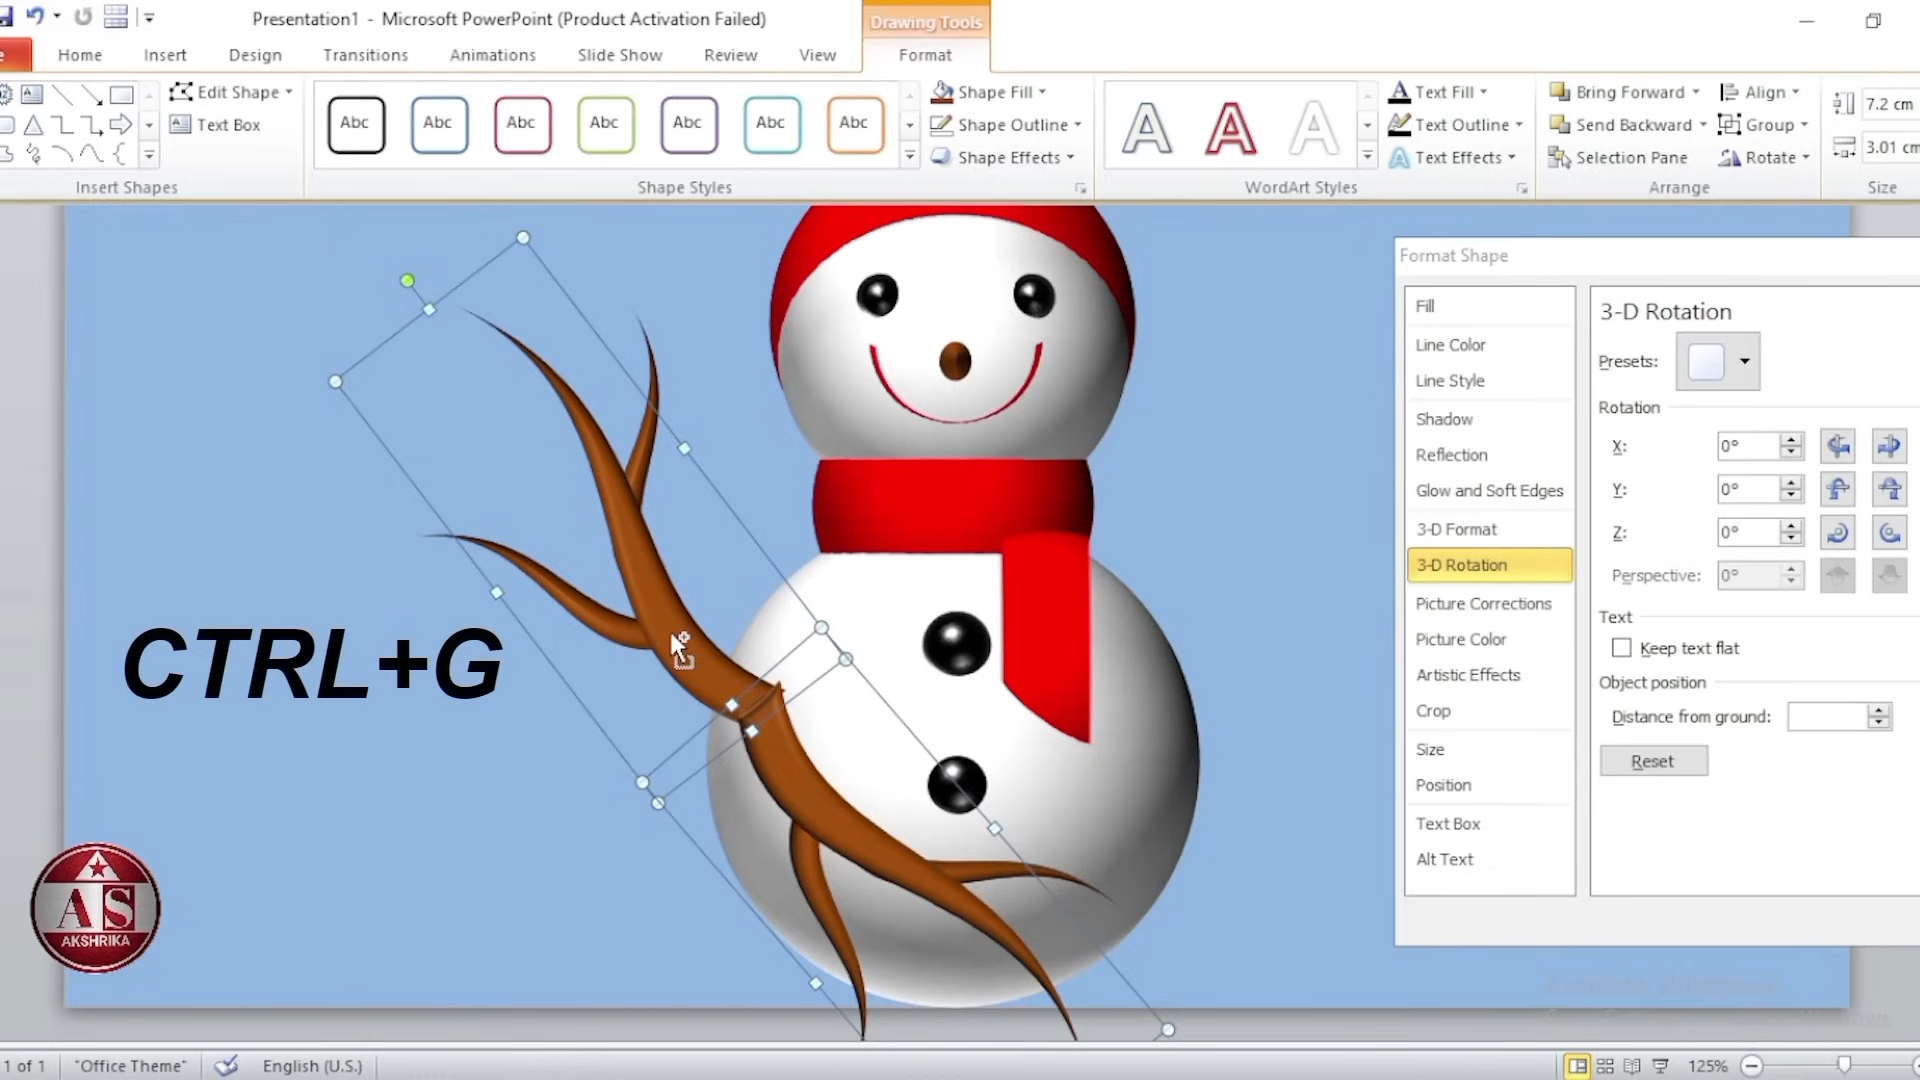 Presentation1 - Microsoft PowerPoint (Product Activation Failed)
Drawing Tools
Home Insert Design Transitions Animations Slide Show Review View Format
Edit Shape
Text Box
Insert Shapes
Abc Abc Abc Abc Abc Abc Abc
Shape Fill
Shape Outline
Shape Effects
Shape Styles
A A A
Text Fill
Text Outline
Text Effects
WordArt Styles
Bring Forward
Send Backward
Selection Pane
Align
Group
Rotate
Arrange
7.2 cm
3.01 cm
Size
CTRL+G
AS
AKSHRIKA
Format Shape
Fill
Line Color
Line Style
Shadow
Reflection
Glow and Soft Edges
3-D Format
3-D Rotation
Picture Corrections
Picture Color
Artistic Effects
Crop
Size
Position
Text Box
Alt Text
3-D Rotation
Presets:
Rotation
X: 0°
Y: 0°
Z: 0°
Perspective: 0°
Text
Keep text flat
Object position
Distance from ground:
Reset
1 of 1 "Office Theme" English (U.S.) 125%